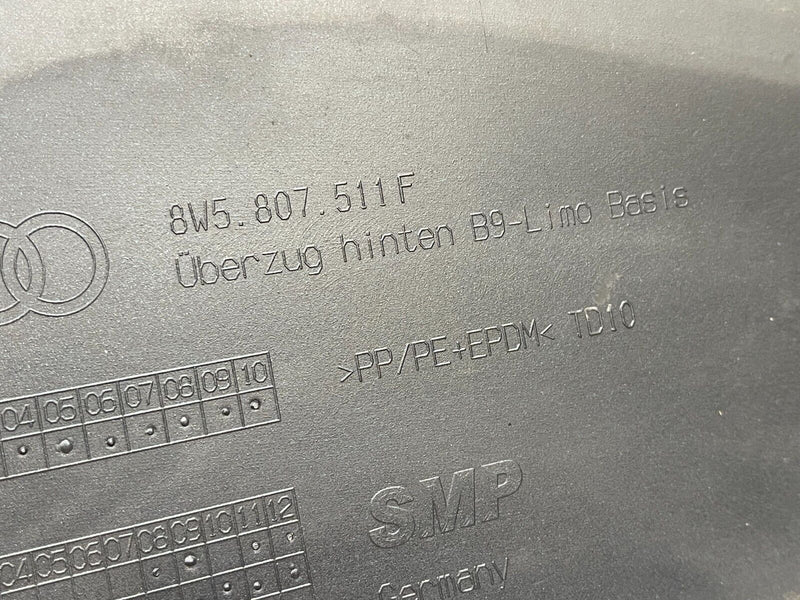 8W5.807.511F
Überzug hinten B9-Limo Basis
>PP/PE+EPDM< TD10
04 05 06 07 08 09 10
SMP
04 05 06 07 08 09 10 11 12
Germany